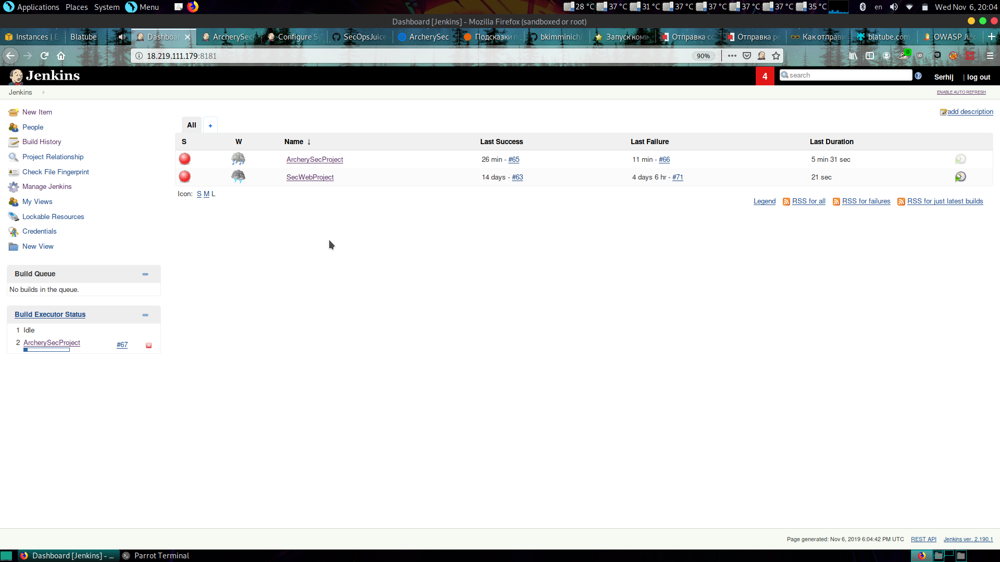 Applications Places System Menu 28 °C 37 °C 31 °C 37 °C 37 °C 37 °C 37 °C 35 °C en Wed Nov 6, 20:04
Dashboard [Jenkins] - Mozilla Firefox (sandboxed or root)
Instances | E Blatube Dashboar ArcherySec Configure Sy SecOpsJuice ArcherySec Подсказки п bkimminich/ Запуск кома Отправка со Отправка ре Как отправи blatube.com OWASP Juic
18.219.111.179:8181 90% 0
Jenkins 4 search Serhij | log out
Jenkins ENABLE AUTO REFRESH
New Item
People
Build History
Project Relationship
Check File Fingerprint
Manage Jenkins
My Views
Lockable Resources
Credentials
New View
Build Queue
No builds in the queue.
Build Executor Status
1 Idle
2 ArcherySecProject #67
add description
All +
S W Name ↓ Last Success Last Failure Last Duration
ArcherySecProject 26 min - #65 11 min - #66 5 min 31 sec
SecWebProject 14 days - #63 4 days 6 hr - #71 21 sec
Icon: S M L
Legend RSS for all RSS for failures RSS for just latest builds
Page generated: Nov 6, 2019 6:04:42 PM UTC REST API Jenkins ver. 2.190.1
Dashboard [Jenkins] - ... Parrot Terminal